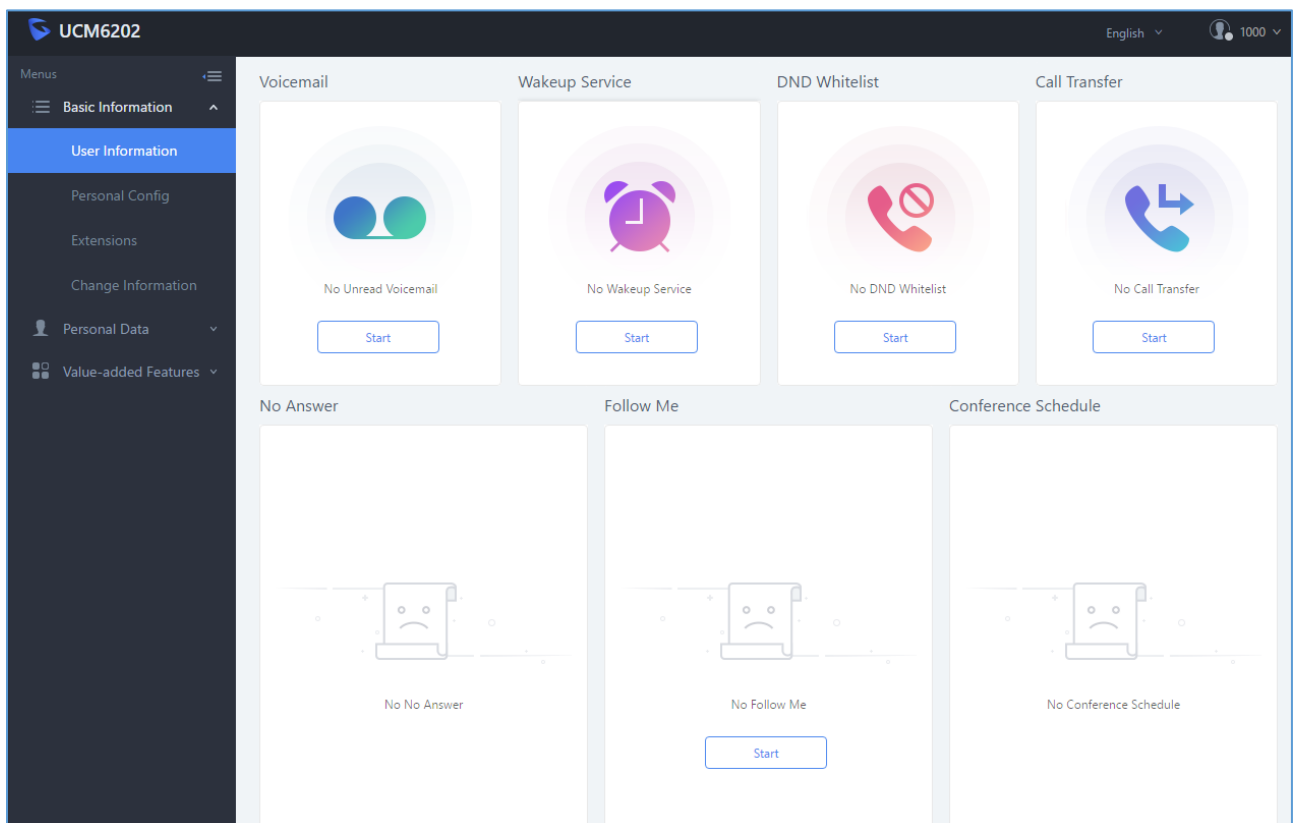 UCM6202
English
1000
Menus
Basic Information
User Information
Personal Config
Extensions
Change Information
Personal Data
Value-added Features
Voicemail
Wakeup Service
DND Whitelist
Call Transfer
No Unread Voicemail
No Wakeup Service
No DND Whitelist
No Call Transfer
Start
Start
Start
Start
No Answer
Follow Me
Conference Schedule
No No Answer
No Follow Me
No Conference Schedule
Start